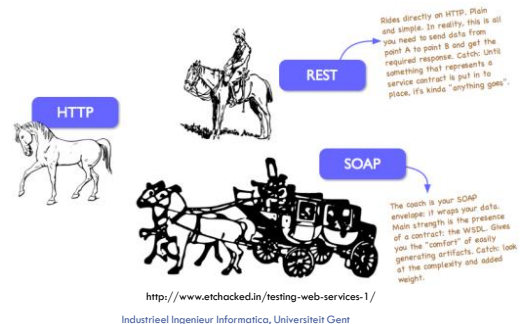 Rides directly on HTTP. Plain
and simple. In reality, this is all
you need to send data from
point A to point B and get the
required response. Catch: Until
something that represents a
service contract is put in to
place, it's kinda "anything goes".
REST
HTTP
SOAP
The coach is your SOAP
envelope: it wraps your data.
Main strength is the presence
of a contract: the WSDL. Gives
you the "comfort" of easily
generating artifacts. Catch: look
at the complexity and added
weight.
http://www.etchacked.in/testing-web-services-1/
Industrieel Ingenieur Informatica, Universiteit Gent